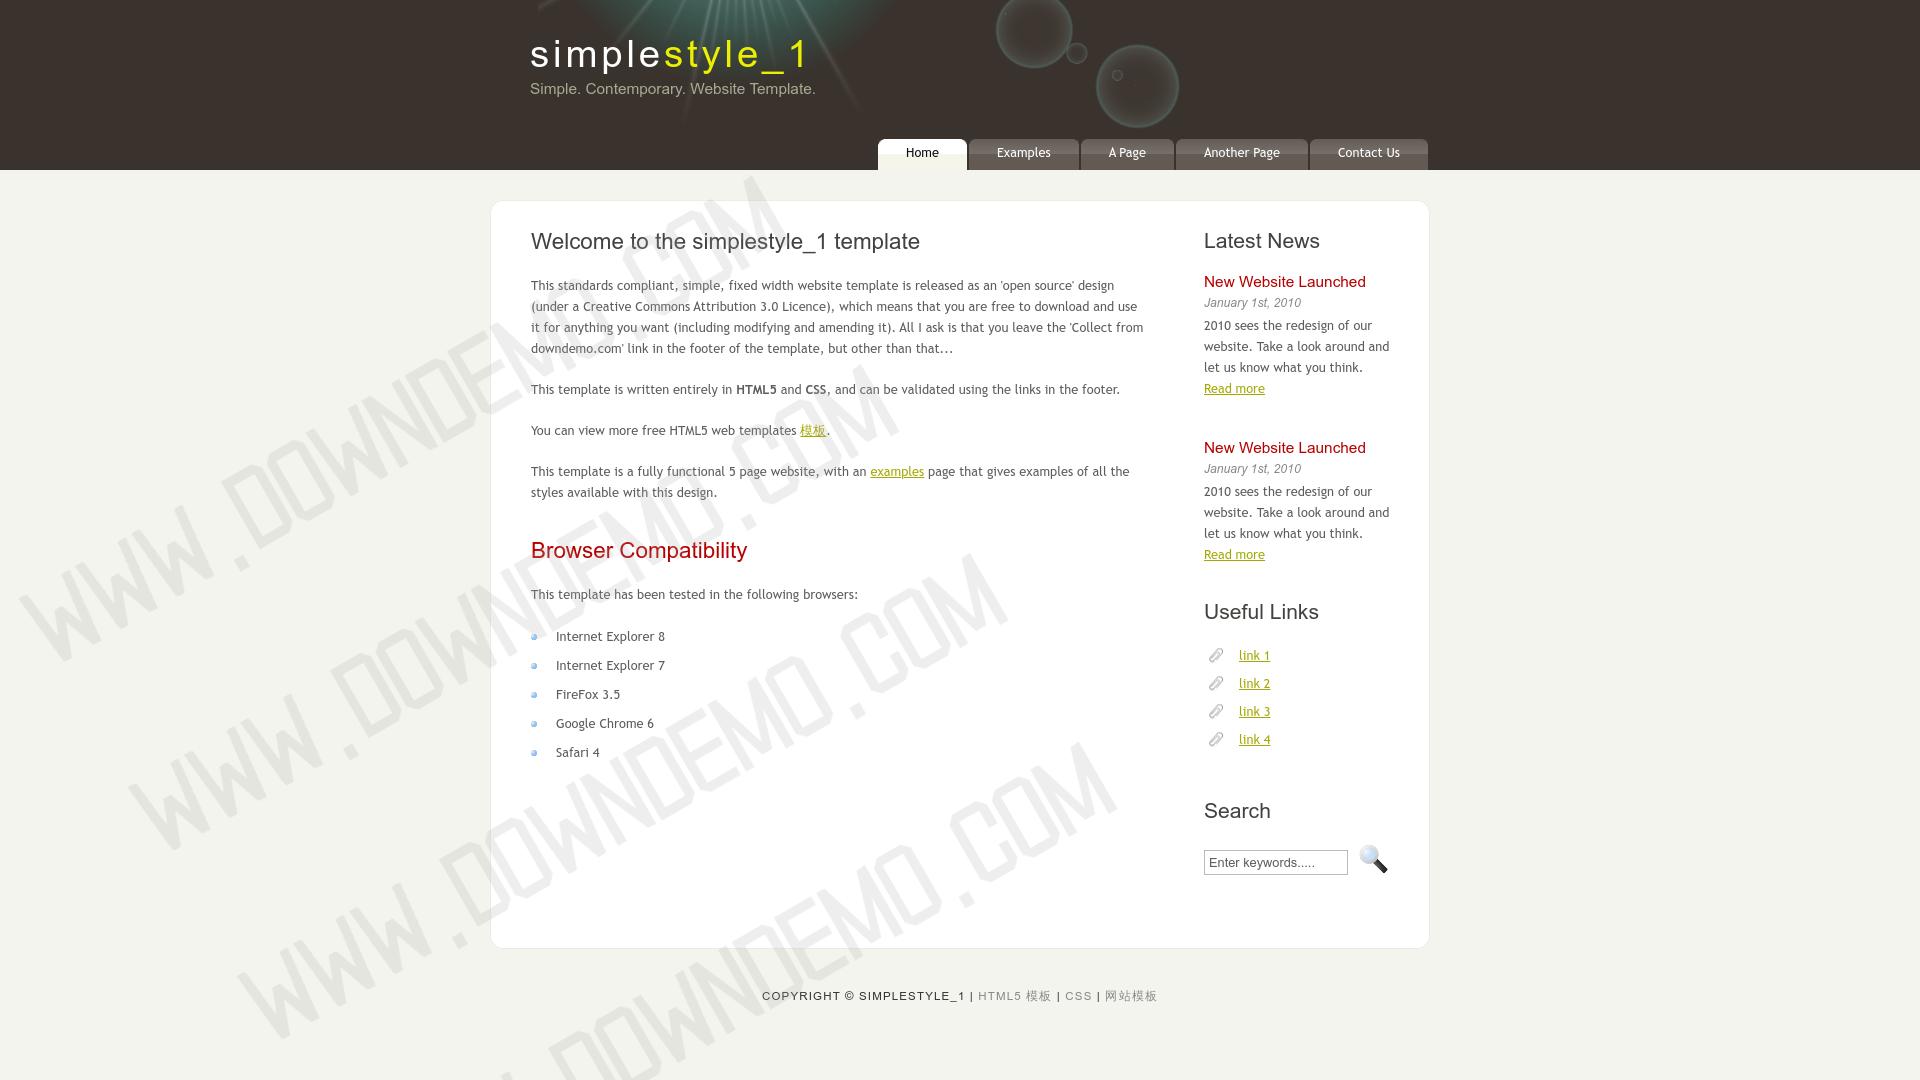 simplestyle_1
Simple. Contemporary. Website Template.
Home
Examples
A Page
Another Page
Contact Us
Welcome to the simplestyle_1 template
This standards compliant, simple, fixed width website template is released as an 'open source' design
(under a Creative Commons Attribution 3.0 Licence), which means that you are free to download and use
it for anything you want (including modifying and amending it). All I ask is that you leave the 'Collect from
downdemo.com' link in the footer of the template, but other than that...
This template is written entirely in HTML5 and CSS, and can be validated using the links in the footer.
You can view more free HTML5 web templates 模板.
This template is a fully functional 5 page website, with an examples page that gives examples of all the
styles available with this design.
Browser Compatibility
This template has been tested in the following browsers:
Internet Explorer 8
Internet Explorer 7
FireFox 3.5
Google Chrome 6
Safari 4
Latest News
New Website Launched
January 1st, 2010
2010 sees the redesign of our
website. Take a look around and
let us know what you think.
Read more
New Website Launched
January 1st, 2010
2010 sees the redesign of our
website. Take a look around and
let us know what you think.
Read more
Useful Links
link 1
link 2
link 3
link 4
Search
Enter keywords.....
COPYRIGHT © SIMPLESTYLE_1 | HTML5 模板 | CSS | 网站模板
WWW.DOWNDEMO.COM
WWW.DOWNDEMO.COM
WWW.DOWNDEMO.COM
.DOWNDEMO.COM